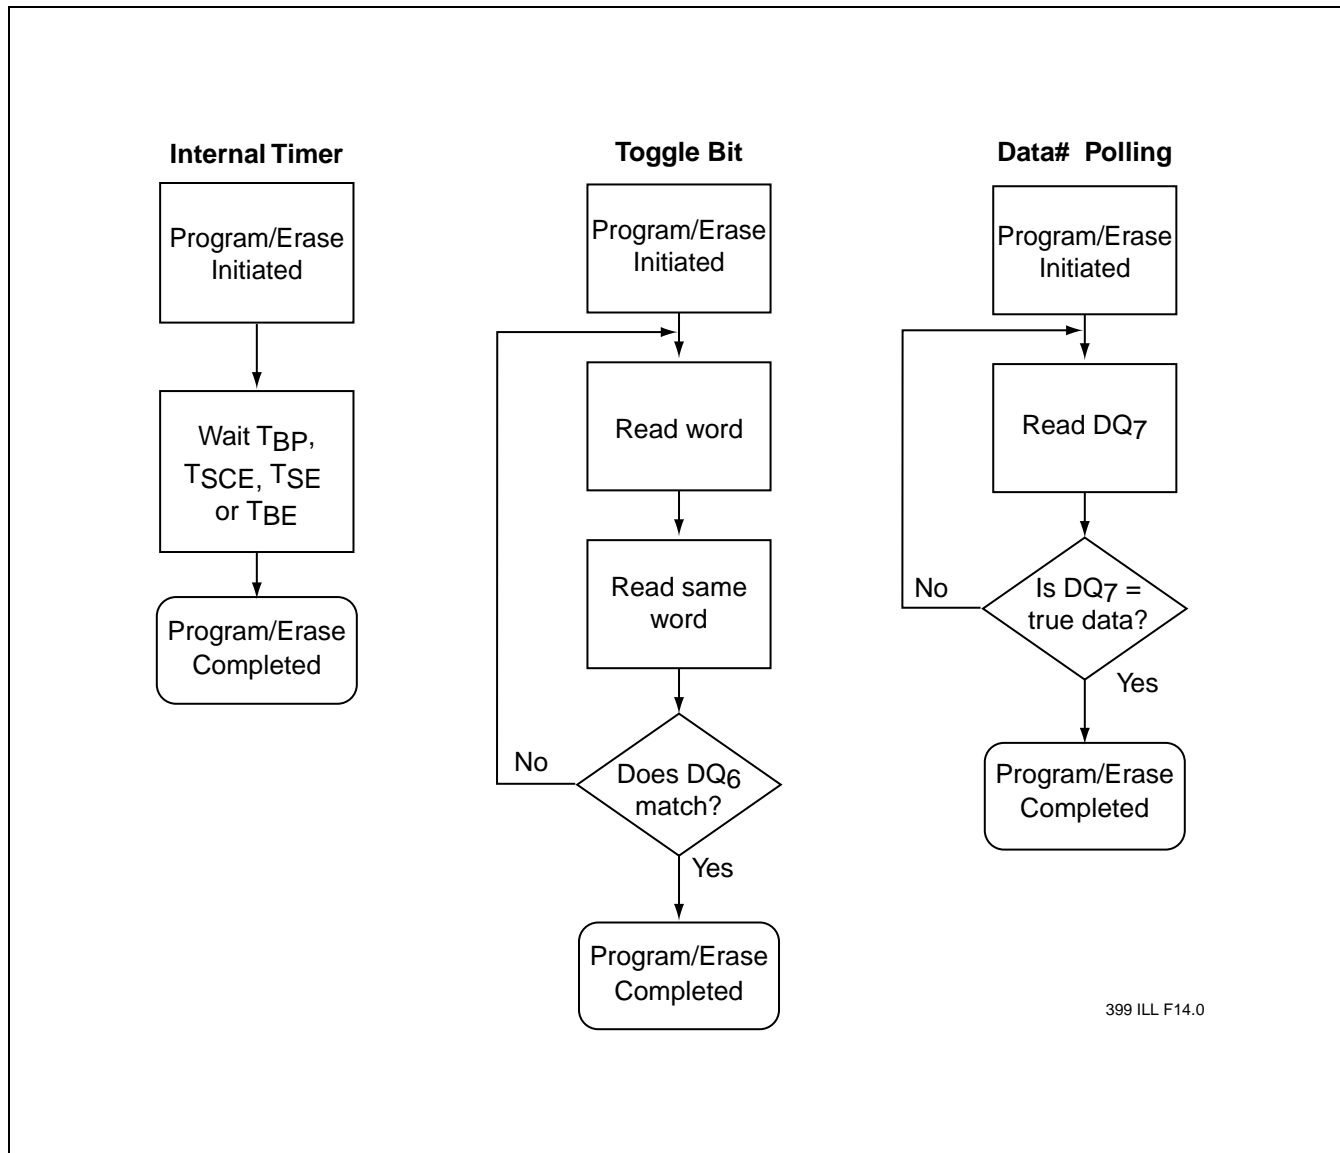 Internal Timer
Program/Erase
Initiated
Wait TBP,
TSCE, TSE
or TBE
Program/Erase
Completed
Toggle Bit
Program/Erase
Initiated
Read word
Read same
word
No
Does DQ6
match?
Yes
Program/Erase
Completed
Data# Polling
Program/Erase
Initiated
Read DQ7
No
Is DQ7 =
true data?
Yes
Program/Erase
Completed
399 ILL F14.0